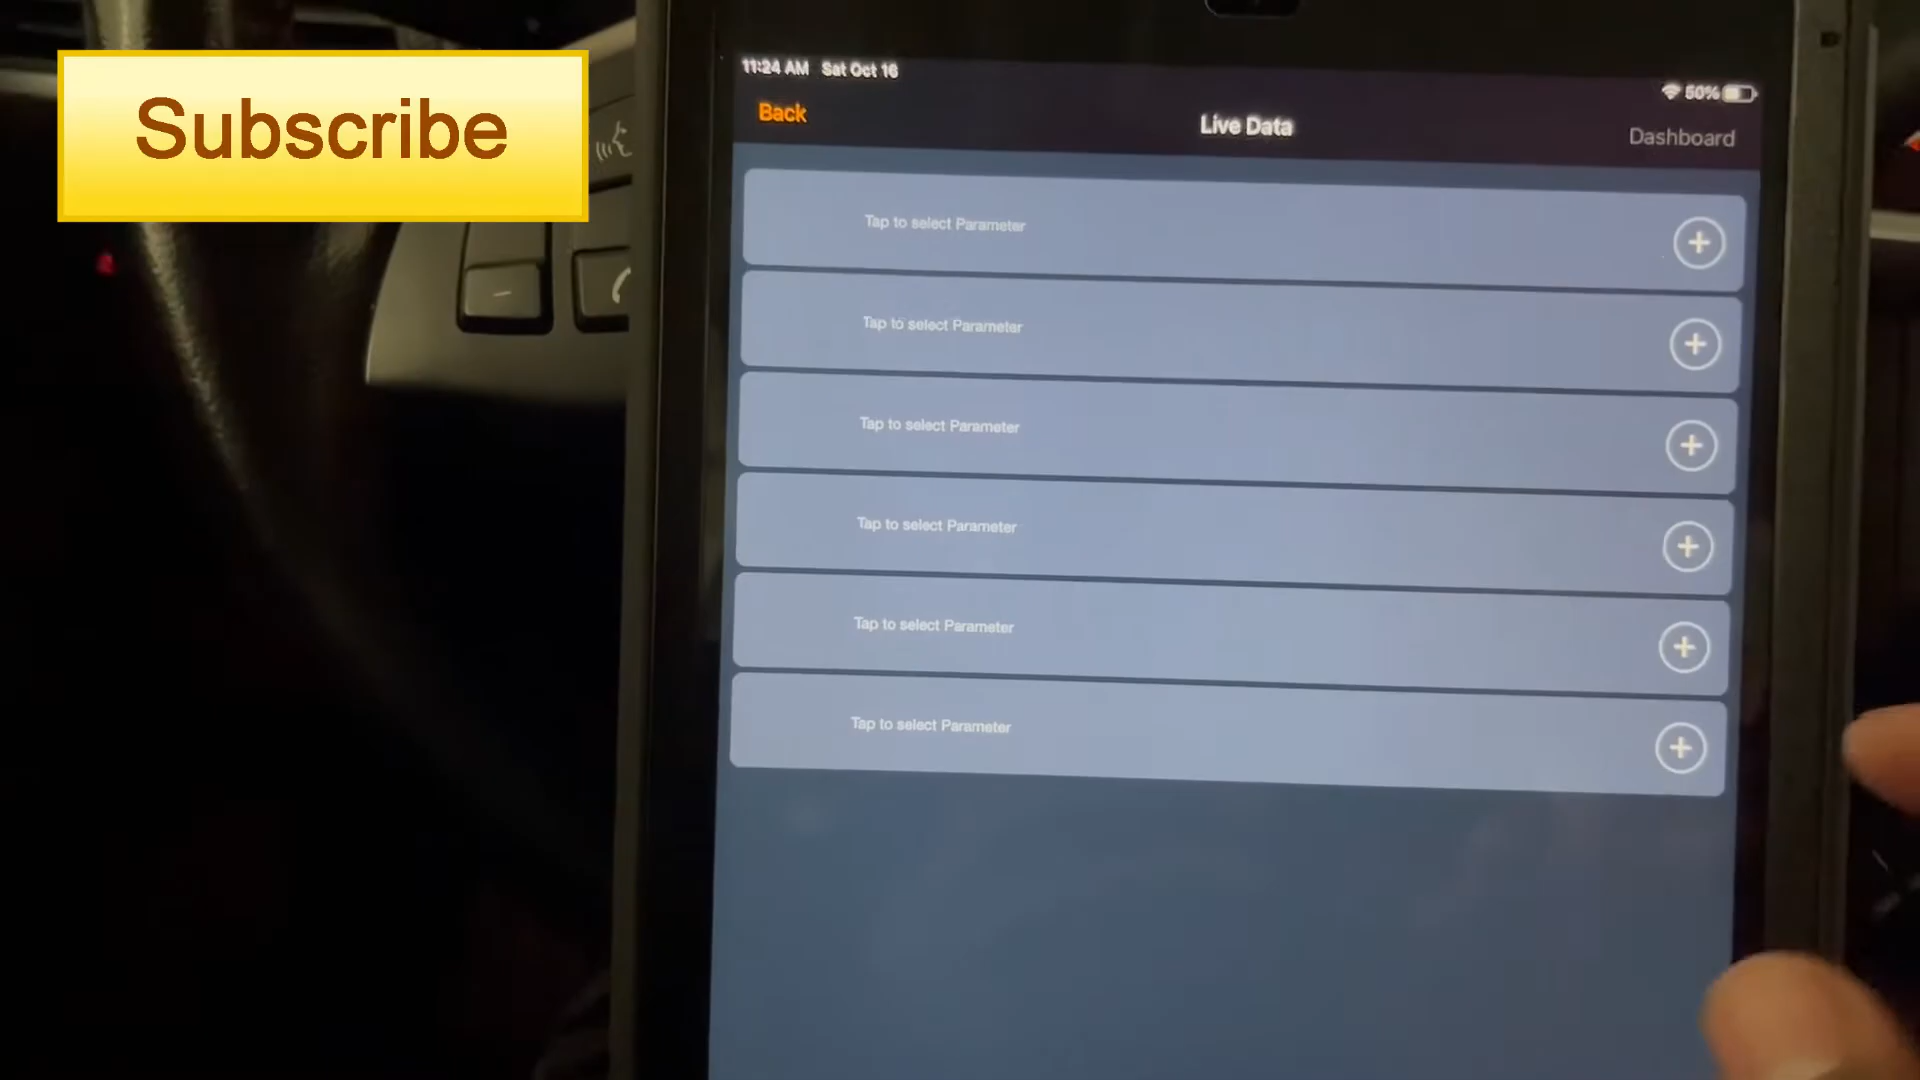 Subscribe
11:24 AM Sat Oct 16
50%
Back
Live Data
Dashboard
Tap to select Parameter
Tap to select Parameter
Tap to select Parameter
Tap to select Parameter
Tap to select Parameter
Tap to select Parameter